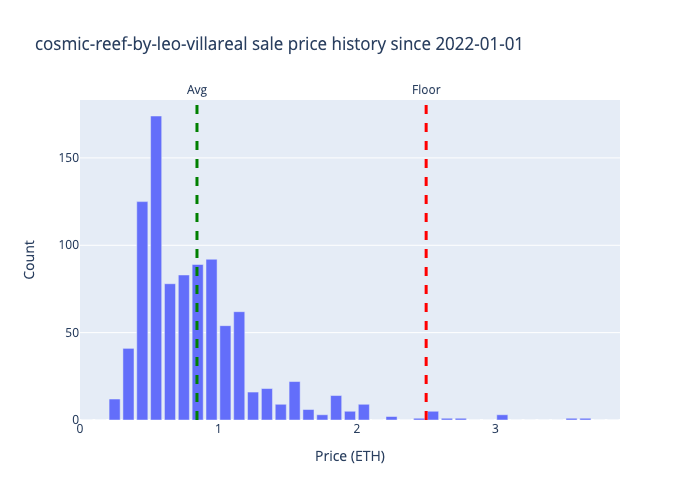 cosmic-reef-by-leo-villareal sale price history since 2022-01-01
Avg
Floor
150
100
50
0
0
1
2
3
Count
Price (ETH)